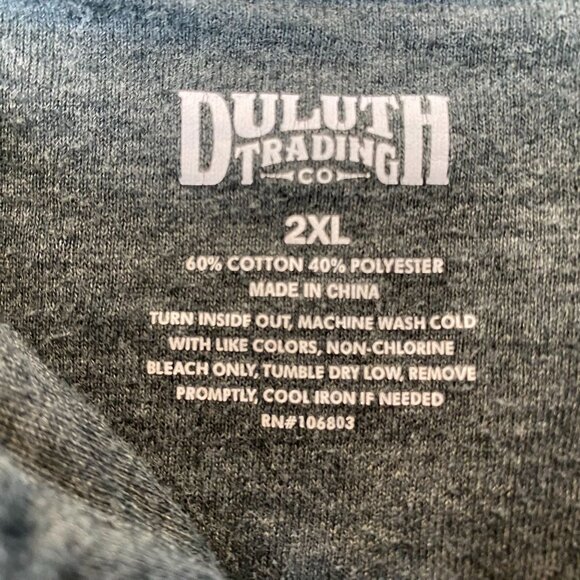 DULUTH
TRADING
CO
2XL
60% COTTON 40% POLYESTER
MADE IN CHINA
TURN INSIDE OUT, MACHINE WASH COLD
WITH LIKE COLORS, NON-CHLORINE
BLEACH ONLY, TUMBLE DRY LOW, REMOVE
PROMPTLY, COOL IRON IF NEEDED
RN#106803